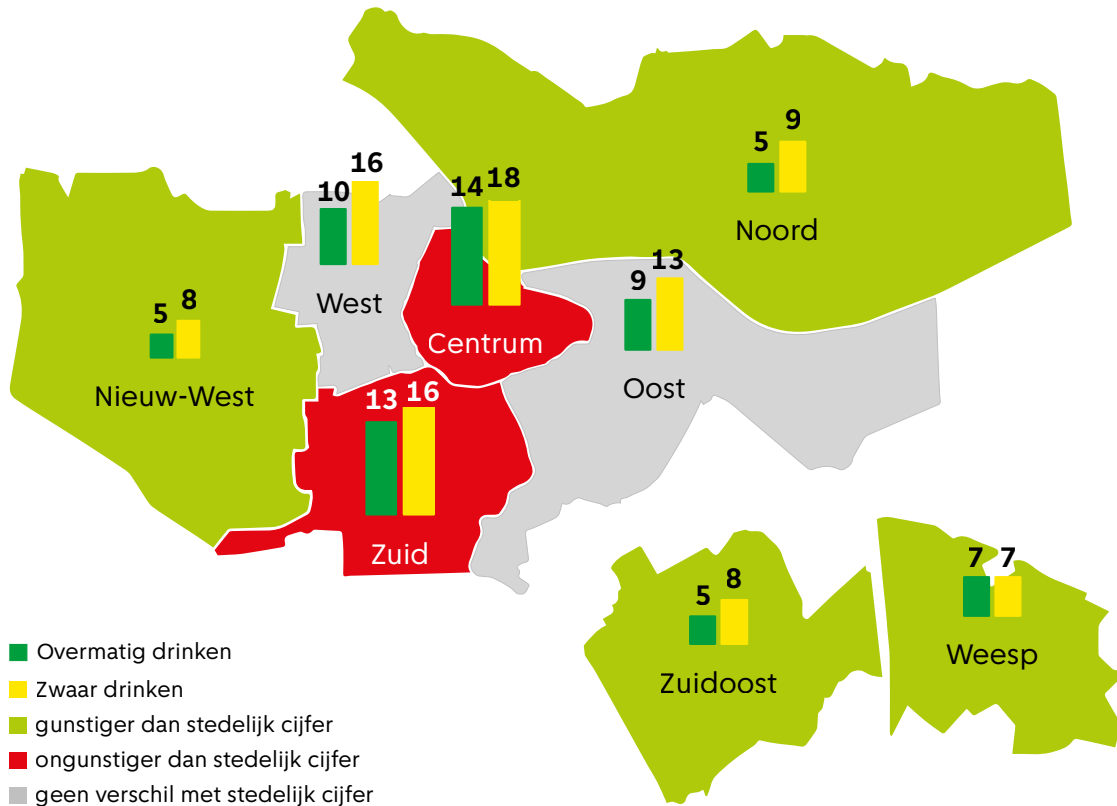 5 9
Noord
10 16
West
14 18
Centrum
9 13
Oost
5 8
Nieuw-West
13 16
Zuid
5 8
Zuidoost
7 7
Weesp
Overmatig drinken
Zwaar drinken
gunstiger dan stedelijk cijfer
ongunstiger dan stedelijk cijfer
geen verschil met stedelijk cijfer